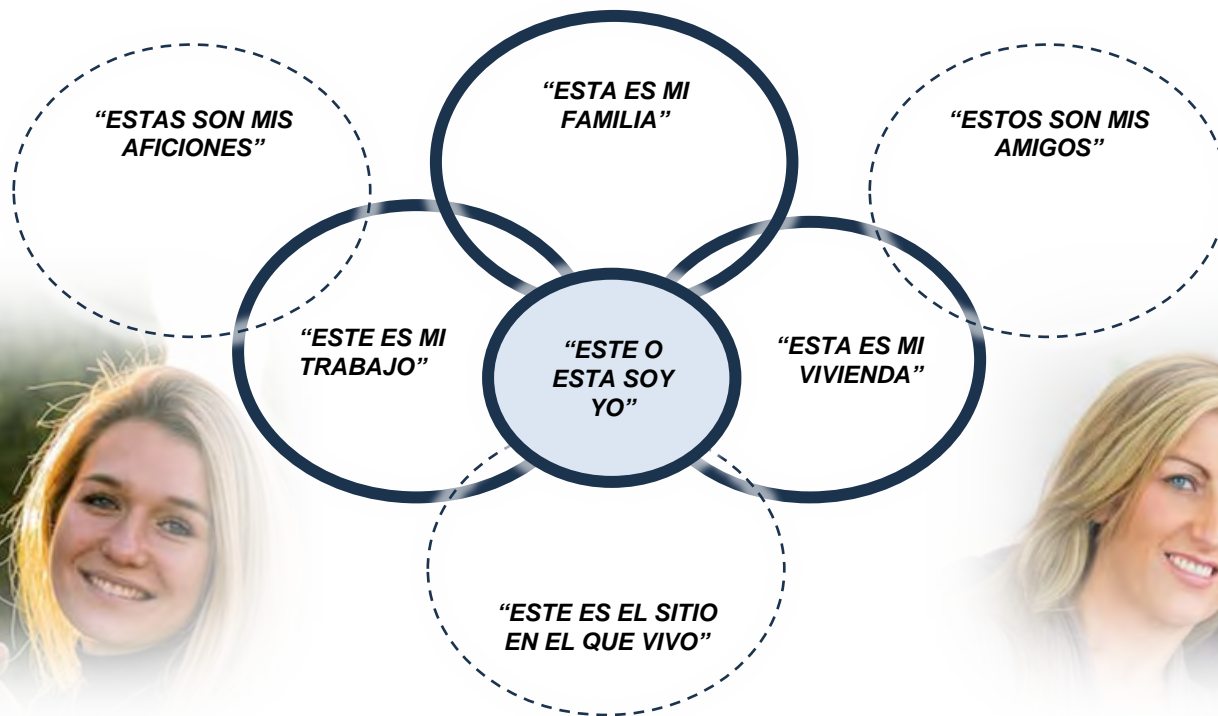 “ESTA ES MI
FAMILIA”
“ESTAS SON MIS
AFICIONES”
“ESTOS SON MIS
AMIGOS”
“ESTE ES MI
TRABAJO”
“ESTE O
ESTA SOY
YO”
“ESTA ES MI
VIVIENDA”
“ESTE ES EL SITIO
EN EL QUE VIVO”